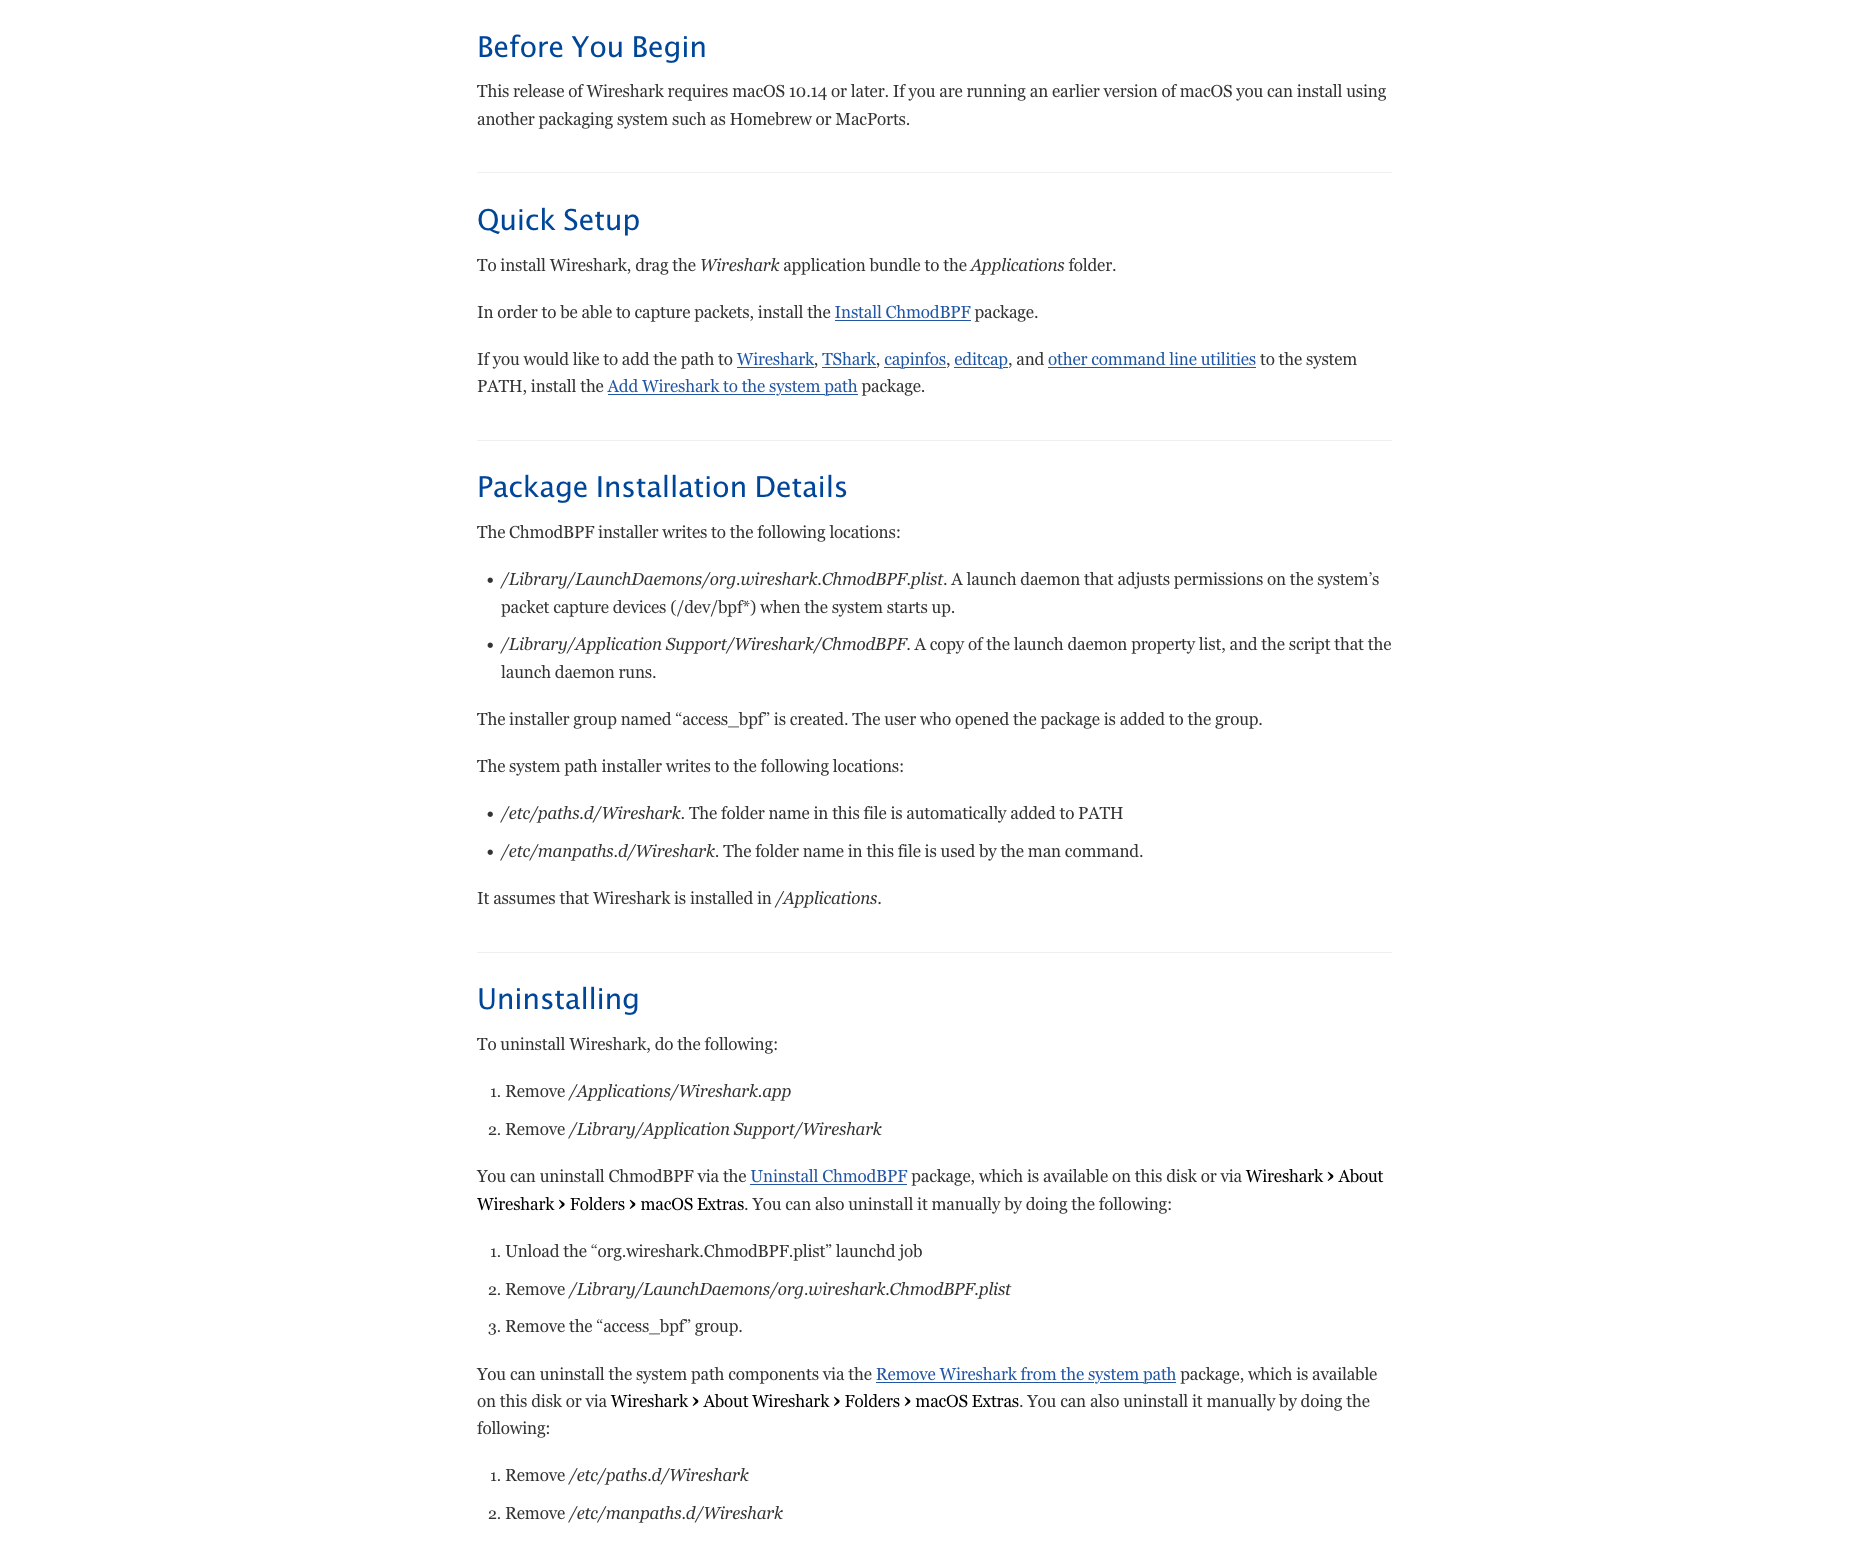 Before You Begin
This release of Wireshark requires macOS 10.14 or later. If you are running an earlier version of macOS you can install using
another packaging system such as Homebrew or MacPorts.
Quick Setup
To install Wireshark, drag the Wireshark application bundle to the Applications folder.
In order to be able to capture packets, install the Install ChmodBPF package.
If you would like to add the path to Wireshark, TShark, capinfos, editcap, and other command line utilities to the system
PATH, install the Add Wireshark to the system path package.
Package Installation Details
The ChmodBPF installer writes to the following locations:
• /Library/LaunchDaemons/org.wireshark.ChmodBPF.plist. A launch daemon that adjusts permissions on the system’s
packet capture devices (/dev/bpf*) when the system starts up.
• /Library/Application Support/Wireshark/ChmodBPF. A copy of the launch daemon property list, and the script that the
launch daemon runs.
The installer group named “access_bpf” is created. The user who opened the package is added to the group.
The system path installer writes to the following locations:
• /etc/paths.d/Wireshark. The folder name in this file is automatically added to PATH
• /etc/manpaths.d/Wireshark. The folder name in this file is used by the man command.
It assumes that Wireshark is installed in /Applications.
Uninstalling
To uninstall Wireshark, do the following:
1. Remove /Applications/Wireshark.app
2. Remove /Library/Application Support/Wireshark
You can uninstall ChmodBPF via the Uninstall ChmodBPF package, which is available on this disk or via Wireshark › About
Wireshark › Folders › macOS Extras. You can also uninstall it manually by doing the following:
1. Unload the “org.wireshark.ChmodBPF.plist” launchd job
2. Remove /Library/LaunchDaemons/org.wireshark.ChmodBPF.plist
3. Remove the “access_bpf” group.
You can uninstall the system path components via the Remove Wireshark from the system path package, which is available
on this disk or via Wireshark › About Wireshark › Folders › macOS Extras. You can also uninstall it manually by doing the
following:
1. Remove /etc/paths.d/Wireshark
2. Remove /etc/manpaths.d/Wireshark